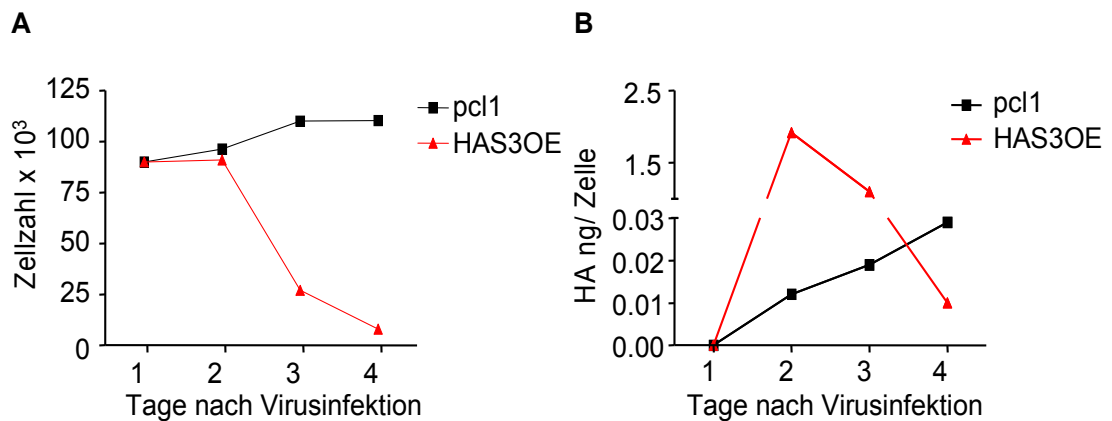 A
Zellzahl x 10³
125
100
75
50
25
0
1 2 3 4
Tage nach Virusinfektion
pcl1
HAS3OE
B
HA ng/ Zelle
2.5
1.5
0.03
0.02
0.01
0.00
1 2 3 4
Tage nach Virusinfektion
pcl1
HAS3OE